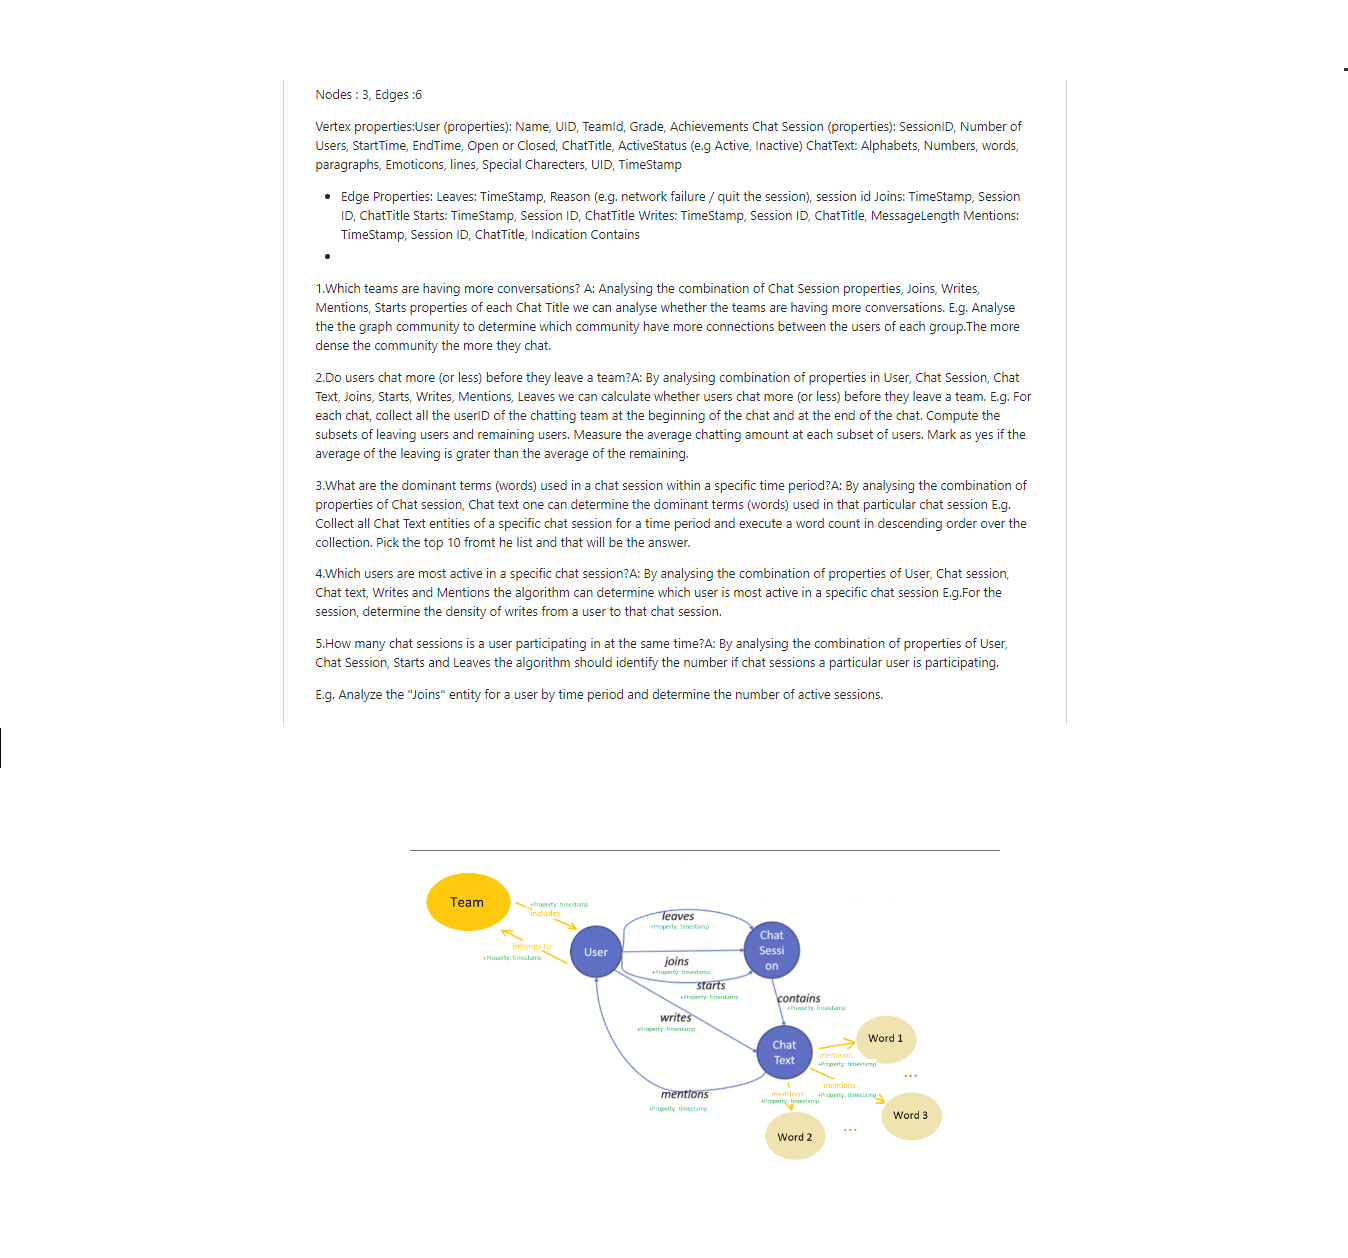 Nodes : 3, Edges :6
Vertex properties:User (properties): Name, UID, TeamId, Grade, Achievements Chat Session (properties): SessionID, Number of
Users, StartTime, EndTime, Open or Closed, ChatTitle, ActiveStatus (e.g Active, Inactive) ChatText: Alphabets, Numbers, words,
paragraphs, Emoticons, lines, Special Charecters, UID, TimeStamp
• Edge Properties: Leaves: TimeStamp, Reason (e.g. network failure / quit the session), session id Joins: TimeStamp, Session
ID, ChatTitle Starts: TimeStamp, Session ID, ChatTitle Writes: TimeStamp, Session ID, ChatTitle, MessageLength Mentions:
TimeStamp, Session ID, ChatTitle, Indication Contains
•
1.Which teams are having more conversations? A: Analysing the combination of Chat Session properties, Joins, Writes,
Mentions, Starts properties of each Chat Title we can analyse whether the teams are having more conversations. E.g. Analyse
the the graph community to determine which community have more connections between the users of each group.The more
dense the community the more they chat.
2.Do users chat more (or less) before they leave a team?A: By analysing combination of properties in User, Chat Session, Chat
Text, Joins, Starts, Writes, Mentions, Leaves we can calculate whether users chat more (or less) before they leave a team. E.g. For
each chat, collect all the userID of the chatting team at the beginning of the chat and at the end of the chat. Compute the
subsets of leaving users and remaining users. Measure the average chatting amount at each subset of users. Mark as yes if the
average of the leaving is grater than the average of the remaining.
3.What are the dominant terms (words) used in a chat session within a specific time period?A: By analysing the combination of
properties of Chat session, Chat text one can determine the dominant terms (words) used in that particular chat session E.g.
Collect all Chat Text entities of a specific chat session for a time period and execute a word count in descending order over the
collection. Pick the top 10 fromt he list and that will be the answer.
4.Which users are most active in a specific chat session?A: By analysing the combination of properties of User, Chat session,
Chat text, Writes and Mentions the algorithm can determine which user is most active in a specific chat session E.g.For the
session, determine the density of writes from a user to that chat session.
5.How many chat sessions is a user participating in at the same time?A: By analysing the combination of properties of User,
Chat Session, Starts and Leaves the algorithm should identify the number if chat sessions a particular user is participating.
E.g. Analyze the "Joins" entity for a user by time period and determine the number of active sessions.
Team
+Property: timestamp
includes
belongs to
+Property: timestamp
User
leaves
+Property: timestamp
joins
+Property: timestamp
starts
+Property: timestamp
Chat
Sessi
on
contains
+Property: timestamp
writes
+Property: timestamp
Chat
Text
mentions
+Property: timestamp
Word 1
mentions
+Property: timestamp
...
mentions
+Property: timestamp
mentions
+Property: timestamp
Word 3
...
Word 2